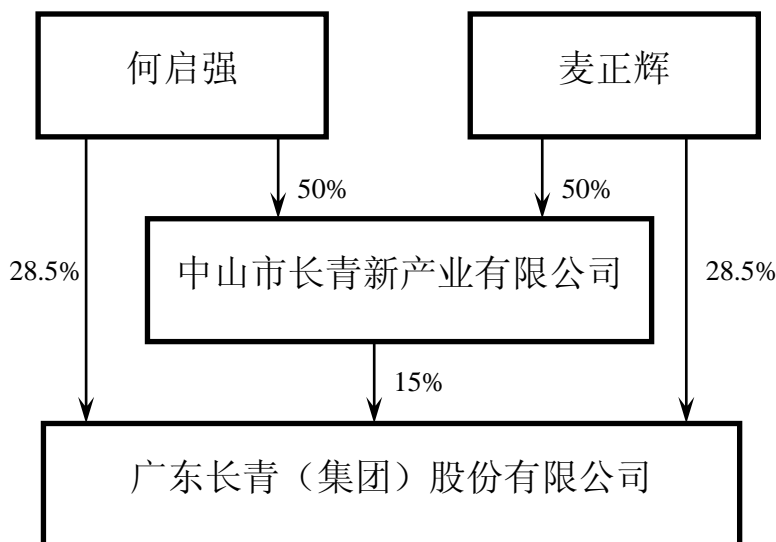 何启强
麦正辉
50%
50%
中山市长青新产业有限公司
28.5%
28.5%
15%
广东长青（集团）股份有限公司